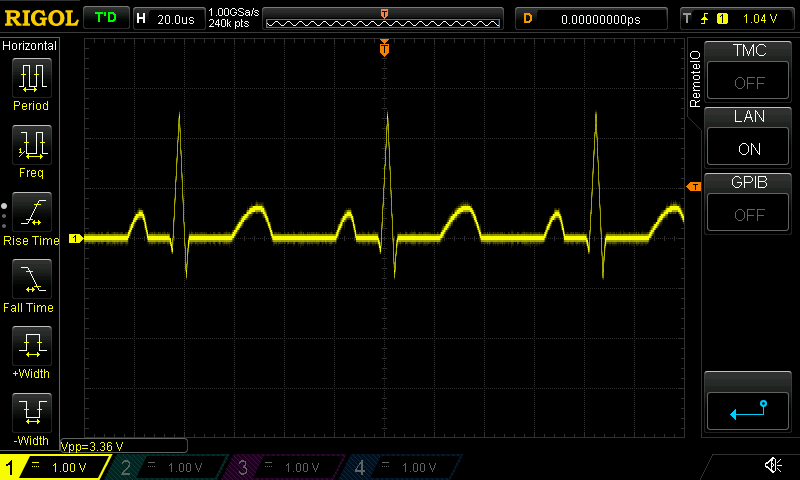 RIGOL T'D H 20.0us 1.00GSa/s 240k pts T D 0.00000000ps T 1 1.04 V
Horizontal
Period
Freq
Rise Time
Fall Time
+Width
-Width
T
1
T
RemoteIO
TMC
OFF
LAN
ON
GPIB
OFF
Vpp=3.36 V
1 1.00 V 2 1.00 V 3 1.00 V 4 1.00 V